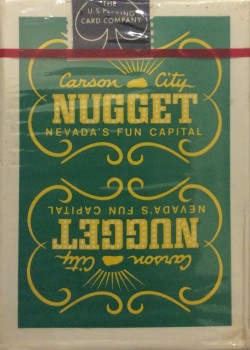 THE
U.S. PLAYING
CARD COMPANY
Carson City
NUGGET
NEVADA'S FUN CAPITAL
NEVADA'S FUN CAPITAL
NUGGET
Carson City